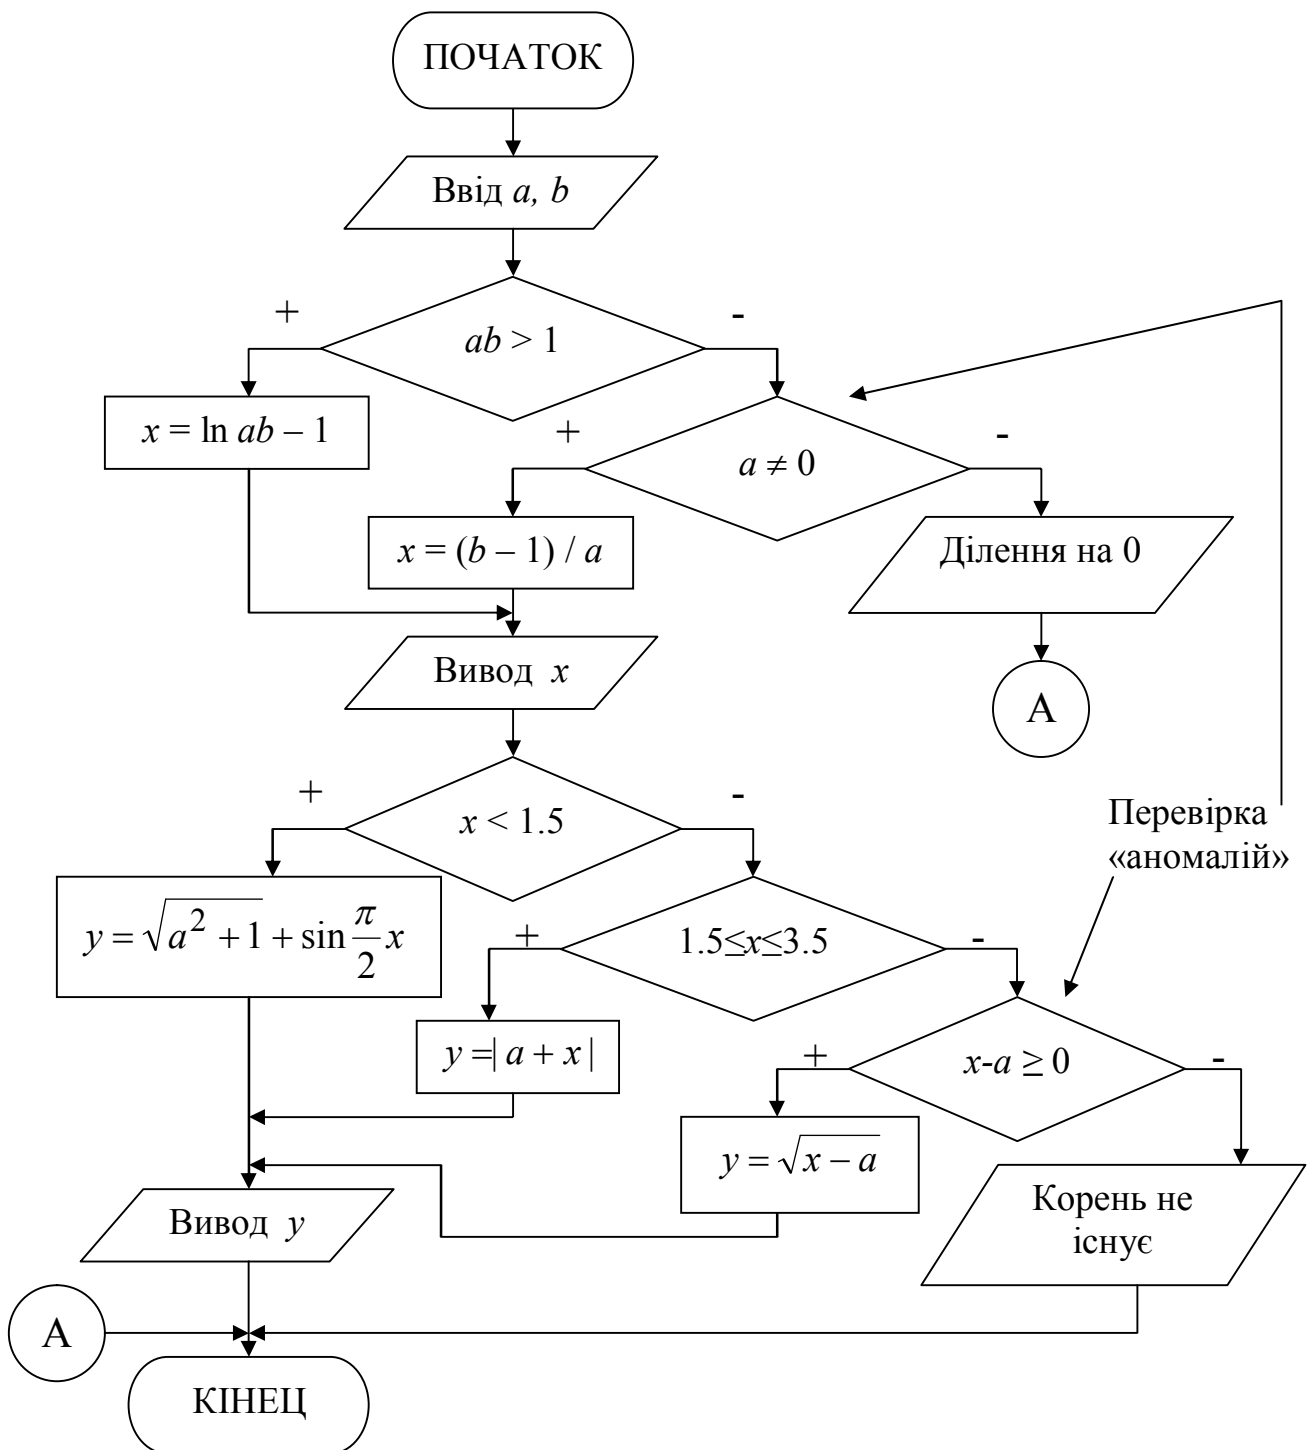 ПОЧАТОК
Ввід a, b
+
-
ab > 1
x = ln ab – 1
+
-
a ≠ 0
x = (b – 1) / a
Ділення на 0
Вивод x
А
+
-
x < 1.5
Перевірка
«аномалій»
y = √(a² + 1) + sin π/2 x
+
-
1.5≤x≤3.5
y =| a + x |
+
-
x-a ≥ 0
y = √(x – a)
Корень не
існує
Вивод y
А
КІНЕЦ